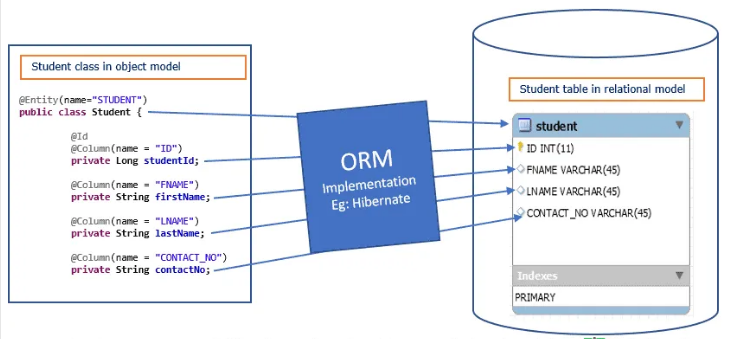 Student class in object model
@Entity(name="STUDENT")
public class Student {
@Id
@Column(name = "ID")
private Long studentId;
@Column(name = "FNAME")
private String firstName;
@Column(name = "LNAME")
private String lastName;
@Column(name = "CONTACT_NO")
private String contactNo;
ORM
Implementation
Eg: Hibernate
Student table in relational model
student
ID INT(11)
FNAME VARCHAR(45)
LNAME VARCHAR(45)
CONTACT_NO VARCHAR(45)
Indexes
PRIMARY